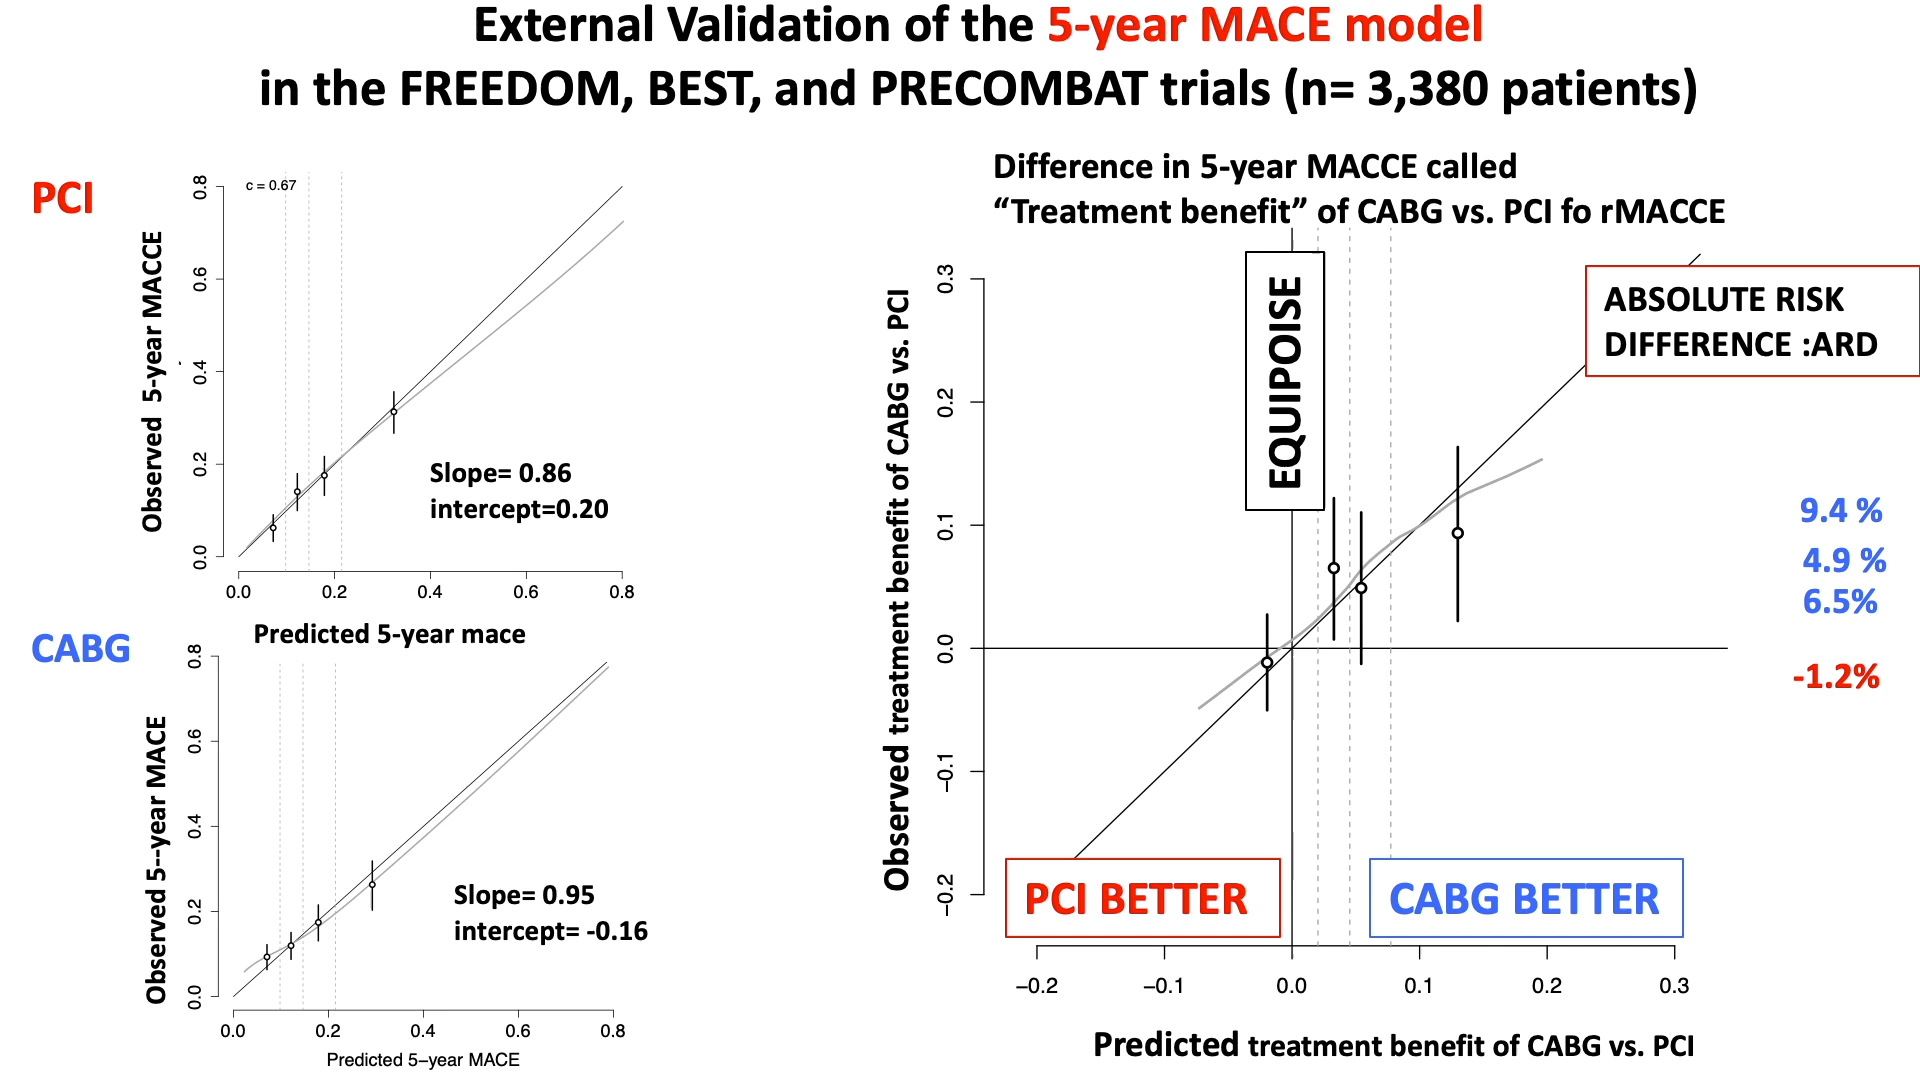 External Validation of the 5-year MACE model
in the FREEDOM, BEST, and PRECOMBAT trials (n= 3,380 patients)
PCI
Observed 5-year MACCE
0.8
0.6
0.4
0.2
0.0
c = 0.67
Slope= 0.86
intercept=0.20
0.0 0.2 0.4 0.6 0.8
Predicted 5-year mace
CABG
Observed 5--year MACE
0.8
0.6
0.4
0.2
0.0
Slope= 0.95
intercept= -0.16
0.0 0.2 0.4 0.6 0.8
Predicted 5−year MACE
Difference in 5-year MACCE called
“Treatment benefit” of CABG vs. PCI fo rMACCE
Observed treatment benefit of CABG vs. PCI
0.3
0.2
0.1
0.0
−0.1
−0.2
EQUIPOISE
ABSOLUTE RISK
DIFFERENCE :ARD
9.4 %
4.9 %
6.5%
-1.2%
PCI BETTER
CABG BETTER
−0.2 −0.1 0.0 0.1 0.2 0.3
Predicted treatment benefit of CABG vs. PCI